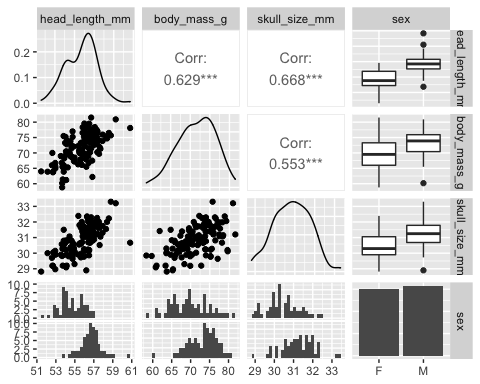 head_length_mm body_mass_g skull_size_mm sex
0.2
0.1
0.0
Corr:
0.629***
Corr:
0.668***
ead_length_mr
80
75
70
65
60
Corr:
0.553***
body_mass_g
33
32
31
30
29
skull_size_mm
10.0
7.5
5.0
2.5
0.0
10.0
7.5
5.0
2.5
0.0
sex
51 53 55 57 59 61 60 65 70 75 80 29 30 31 32 33 F M